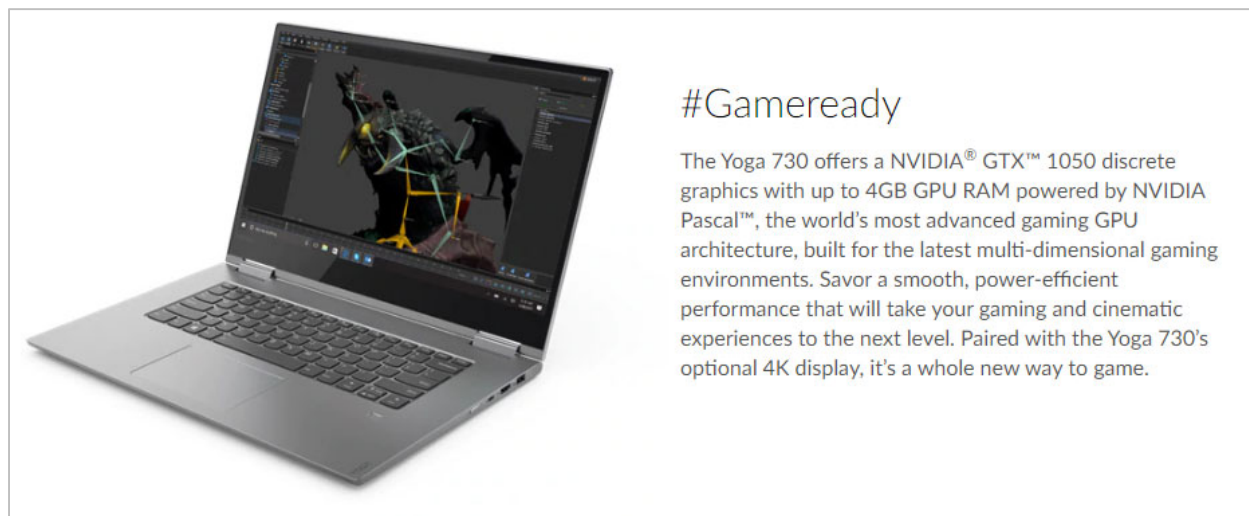 #Gameready
The Yoga 730 offers a NVIDIA® GTX™ 1050 discrete
graphics with up to 4GB GPU RAM powered by NVIDIA
Pascal™, the world’s most advanced gaming GPU
architecture, built for the latest multi-dimensional gaming
environments. Savor a smooth, power-efficient
performance that will take your gaming and cinematic
experiences to the next level. Paired with the Yoga 730’s
optional 4K display, it’s a whole new way to game.